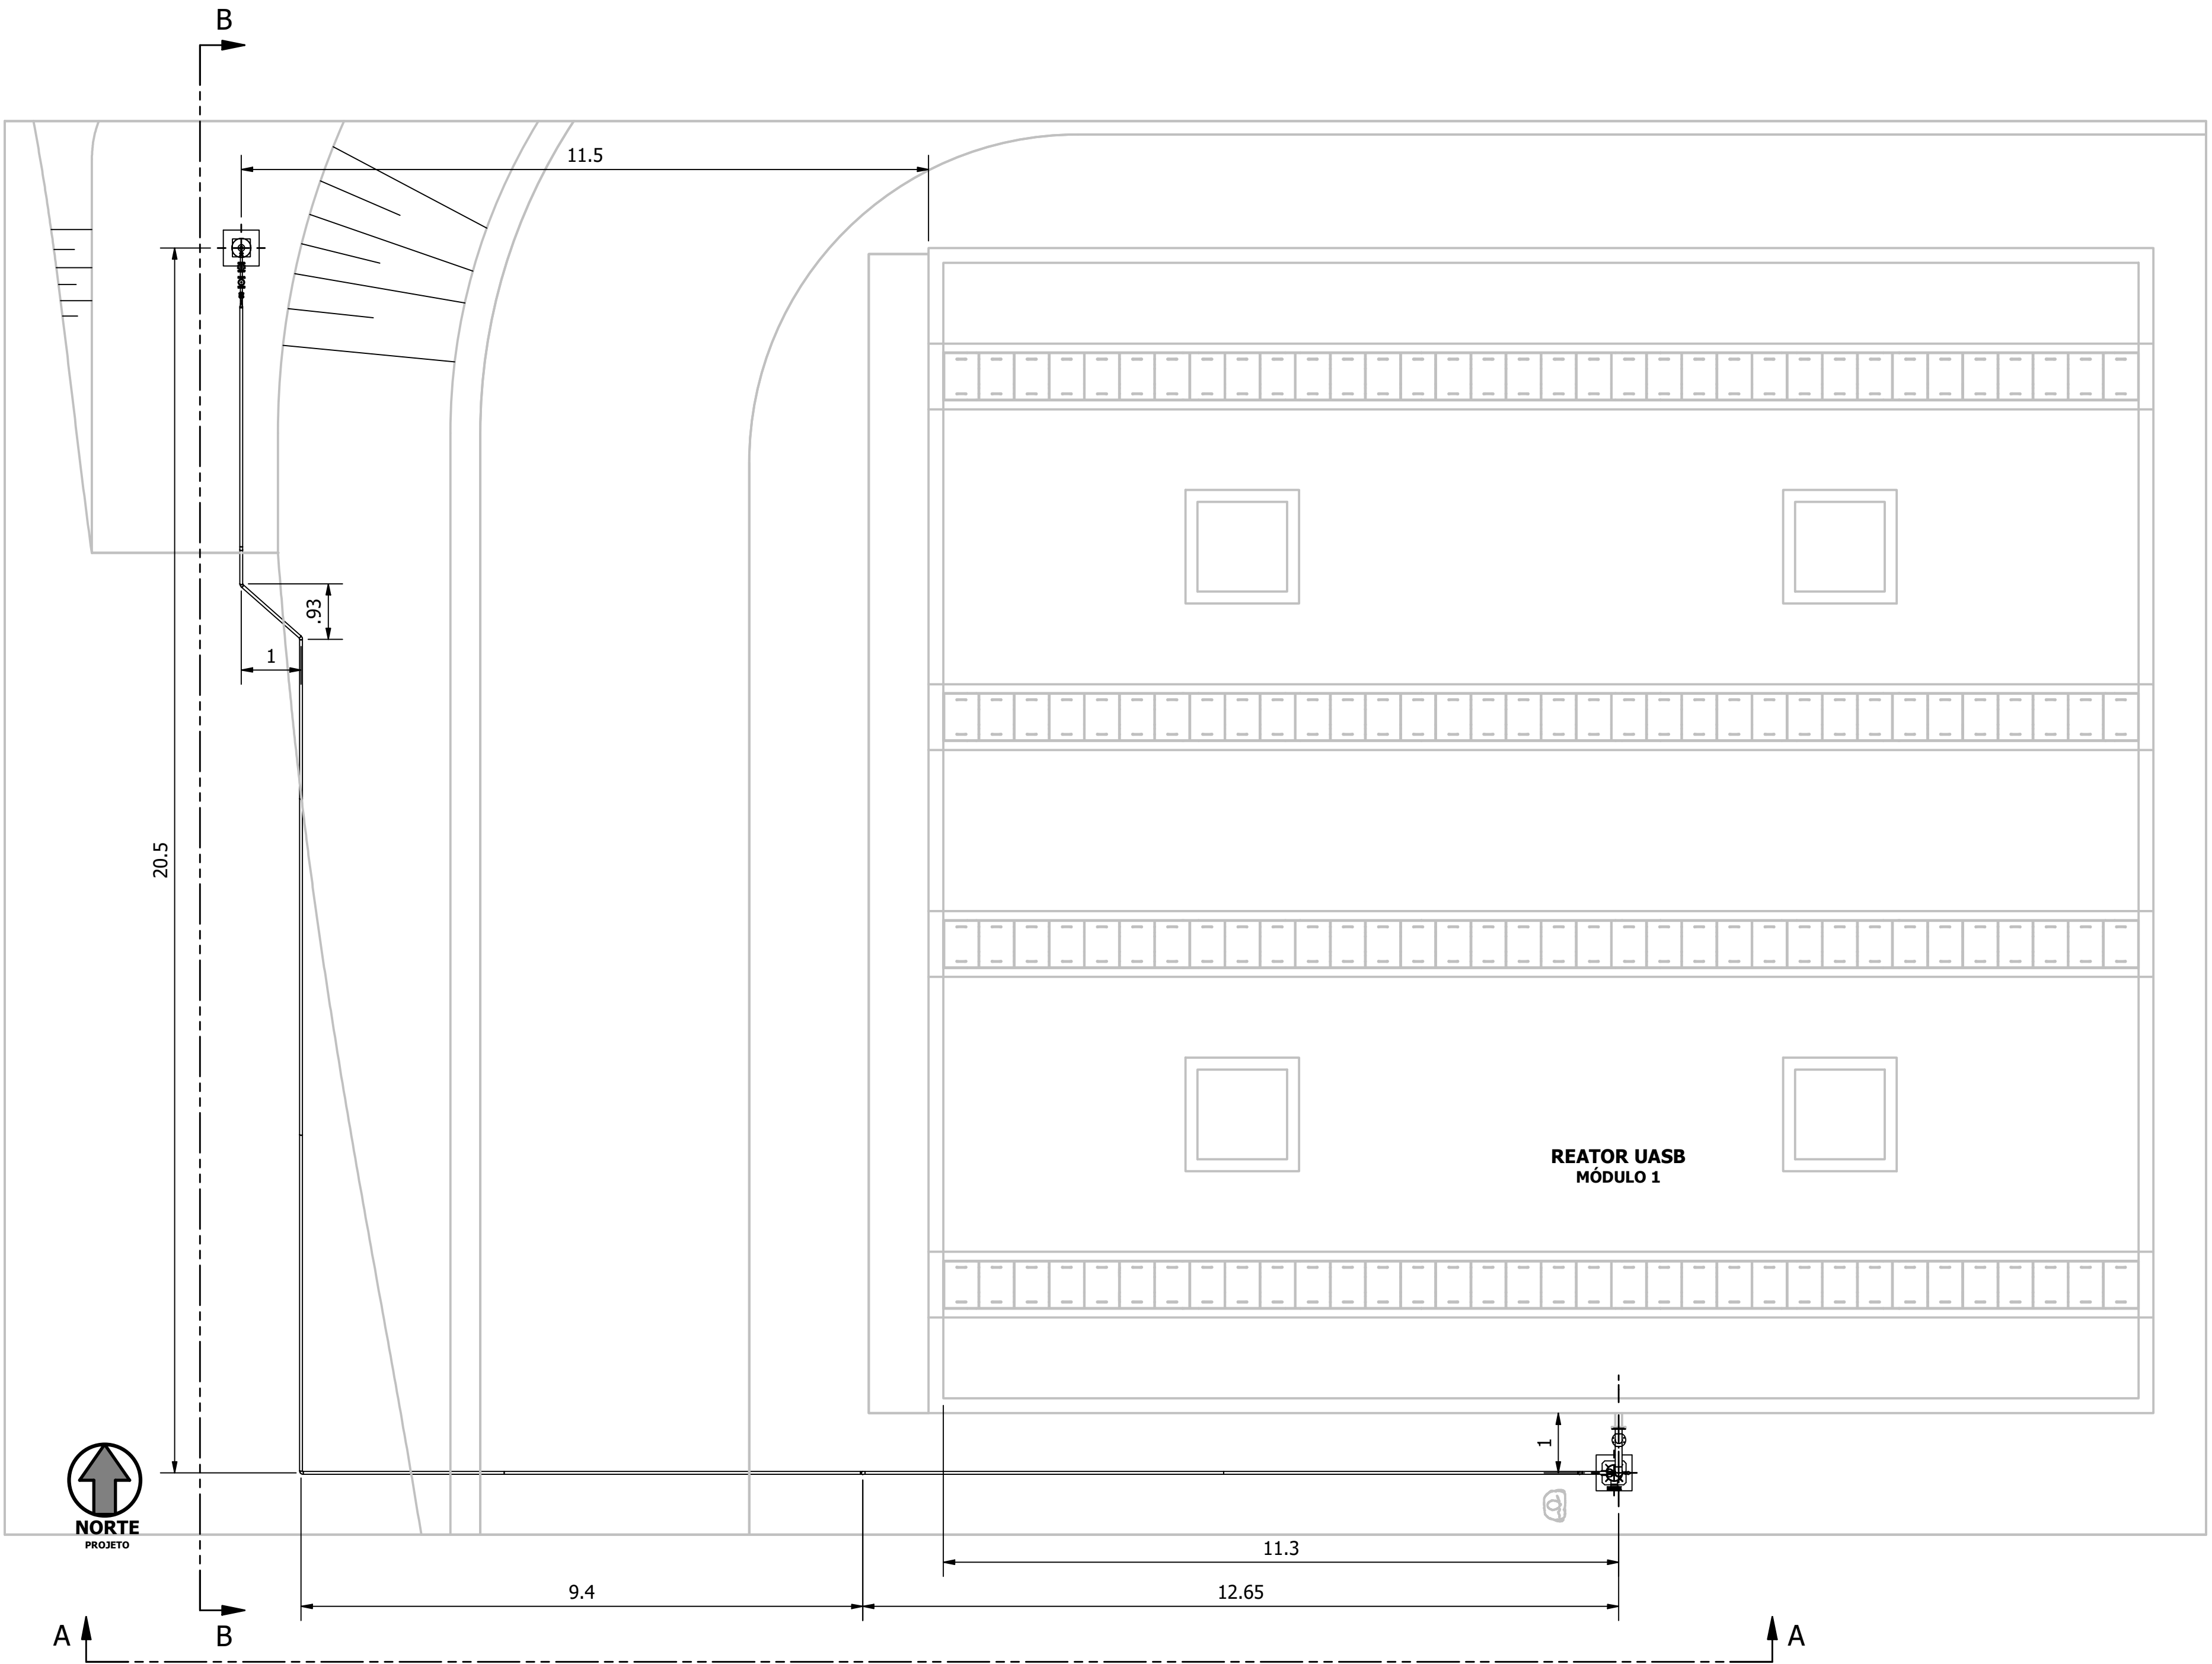 B
11.5
.93
1
20.5
REATOR UASB
MÓDULO 1
1
NORTE
PROJETO
11.3
9.4
12.65
A
B
A